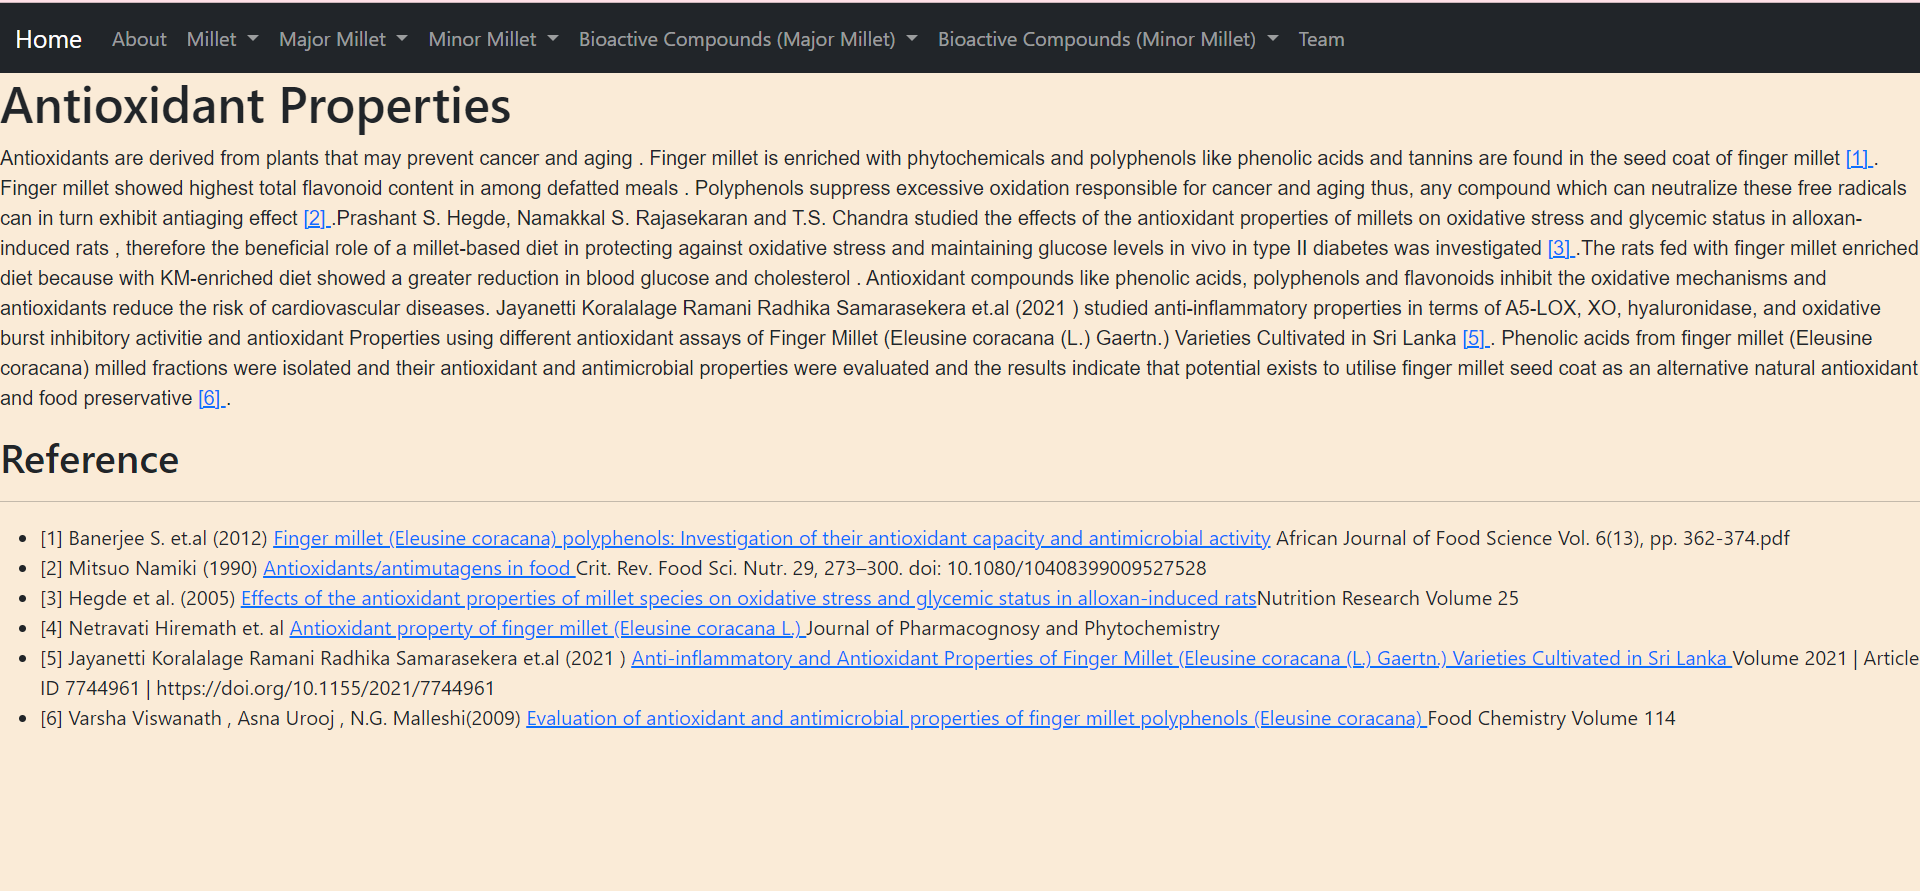 Home About Millet Major Millet Minor Millet Bioactive Compounds (Major Millet) Bioactive Compounds (Minor Millet) Team
Antioxidant Properties
Antioxidants are derived from plants that may prevent cancer and aging . Finger millet is enriched with phytochemicals and polyphenols like phenolic acids and tannins are found in the seed coat of finger millet [1] .
Finger millet showed highest total flavonoid content in among defatted meals . Polyphenols suppress excessive oxidation responsible for cancer and aging thus, any compound which can neutralize these free radicals
can in turn exhibit antiaging effect [2] .Prashant S. Hegde, Namakkal S. Rajasekaran and T.S. Chandra studied the effects of the antioxidant properties of millets on oxidative stress and glycemic status in alloxan-
induced rats , therefore the beneficial role of a millet-based diet in protecting against oxidative stress and maintaining glucose levels in vivo in type II diabetes was investigated [3] .The rats fed with finger millet enriched
diet because with KM-enriched diet showed a greater reduction in blood glucose and cholesterol . Antioxidant compounds like phenolic acids, polyphenols and flavonoids inhibit the oxidative mechanisms and
antioxidants reduce the risk of cardiovascular diseases. Jayanetti Koralalage Ramani Radhika Samarasekera et.al (2021 ) studied anti-inflammatory properties in terms of A5-LOX, XO, hyaluronidase, and oxidative
burst inhibitory activitie and antioxidant Properties using different antioxidant assays of Finger Millet (Eleusine coracana (L.) Gaertn.) Varieties Cultivated in Sri Lanka [5] . Phenolic acids from finger millet (Eleusine
coracana) milled fractions were isolated and their antioxidant and antimicrobial properties were evaluated and the results indicate that potential exists to utilise finger millet seed coat as an alternative natural antioxidant
and food preservative [6] .
Reference
• [1] Banerjee S. et.al (2012) Finger millet (Eleusine coracana) polyphenols: Investigation of their antioxidant capacity and antimicrobial activity African Journal of Food Science Vol. 6(13), pp. 362-374.pdf
• [2] Mitsuo Namiki (1990) Antioxidants/antimutagens in food Crit. Rev. Food Sci. Nutr. 29, 273–300. doi: 10.1080/10408399009527528
• [3] Hegde et al. (2005) Effects of the antioxidant properties of millet species on oxidative stress and glycemic status in alloxan-induced ratsNutrition Research Volume 25
• [4] Netravati Hiremath et. al Antioxidant property of finger millet (Eleusine coracana L.) Journal of Pharmacognosy and Phytochemistry
• [5] Jayanetti Koralalage Ramani Radhika Samarasekera et.al (2021 ) Anti-inflammatory and Antioxidant Properties of Finger Millet (Eleusine coracana (L.) Gaertn.) Varieties Cultivated in Sri Lanka Volume 2021 | Article
ID 7744961 | https://doi.org/10.1155/2021/7744961
• [6] Varsha Viswanath , Asna Urooj , N.G. Malleshi(2009) Evaluation of antioxidant and antimicrobial properties of finger millet polyphenols (Eleusine coracana) Food Chemistry Volume 114